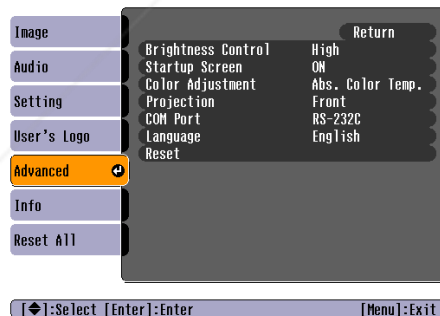 Image
Audio
Setting
User's Logo
Advanced
Info
Reset All
Return
Brightness Control High
Startup Screen ON
Color Adjustment Abs. Color Temp.
Projection Front
COM Port RS-232C
Language English
Reset
[◆]:Select [Enter]:Enter [Menu]:Exit